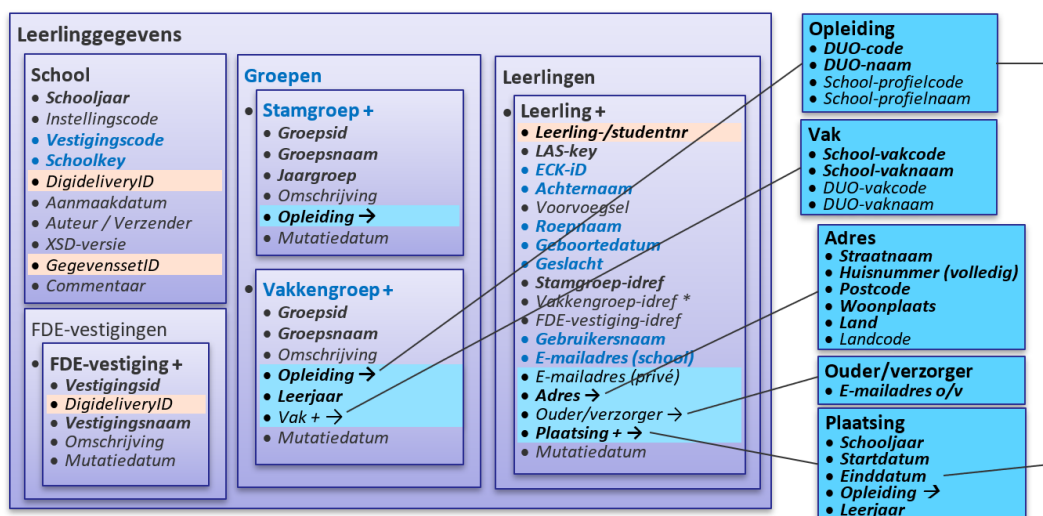 Leerlinggegevens
School
• Schooljaar
• Instellingscode
• Vestigingscode
• Schoolkey
• DigideliveryID
• Aanmaakdatum
• Auteur / Verzender
• XSD-versie
• GegevenssetID
• Commentaar
FDE-vestigingen
• FDE-vestiging +
• Vestigingsid
• DigideliveryID
• Vestigingsnaam
• Omschrijving
• Mutatiedatum
Groepen
• Stamgroep +
• Groepsid
• Groepsnaam
• Jaargroep
• Omschrijving
• Opleiding →
• Mutatiedatum
• Vakkengroep +
• Groepsid
• Groepsnaam
• Omschrijving
• Opleiding →
• Leerjaar
• Vak + →
• Mutatiedatum
Leerlingen
• Leerling +
• Leerling-/studentnr
• LAS-key
• ECK-iD
• Achternaam
• Voorvoegsel
• Roepnaam
• Geboortedatum
• Geslacht
• Stamgroep-idref
• Vakkengroep-idref *
• FDE-vestiging-idref
• Gebruikersnaam
• E-mailadres (school)
• E-mailadres (privé)
• Adres →
• Ouder/verzorger →
• Plaatsing + →
• Mutatiedatum
Opleiding
• DUO-code
• DUO-naam
• School-profielcode
• School-profielnaam
Vak
• School-vakcode
• School-vaknaam
• DUO-vakcode
• DUO-vaknaam
Adres
• Straatnaam
• Huisnummer (volledig)
• Postcode
• Woonplaats
• Land
• Landcode
Ouder/verzorger
• E-mailadres o/v
Plaatsing
• Schooljaar
• Startdatum
• Einddatum
• Opleiding →
• Leerjaar